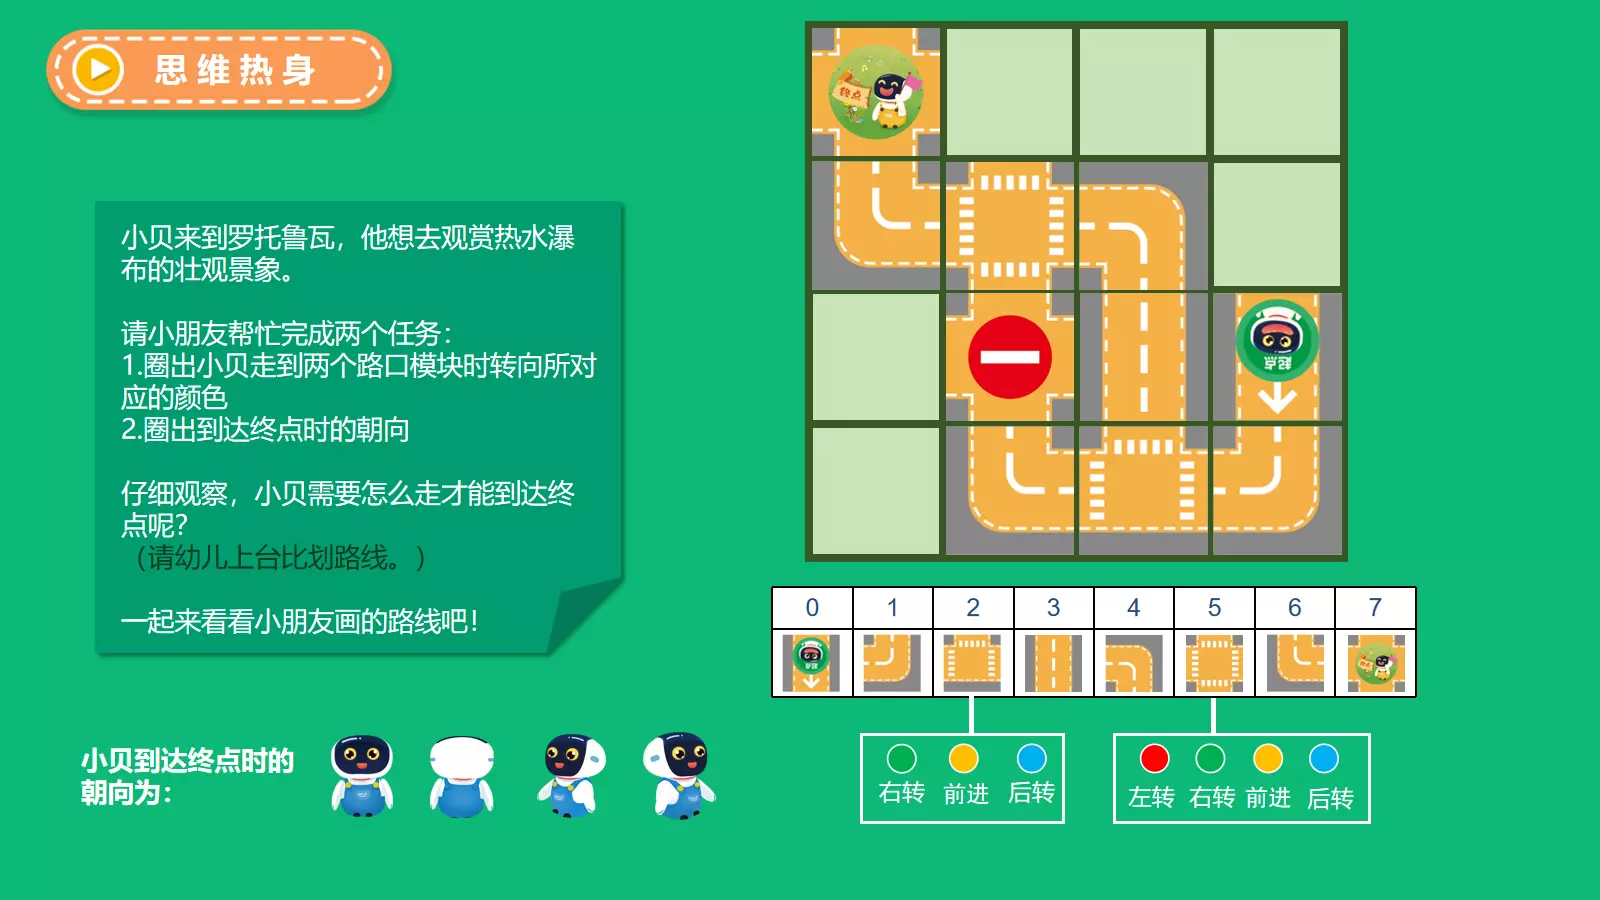 思维热身
小贝来到罗托鲁瓦，他想去观赏热水瀑
布的壮观景象。
请小朋友帮忙完成两个任务：
1.圈出小贝走到两个路口模块时转向所对
应的颜色
2.圈出到达终点时的朝向
仔细观察，小贝需要怎么走才能到达终
点呢？
（请幼儿上台比划路线。）
一起来看看小朋友画的路线吧！
终点
起点
0 1 2 3 4 5 6 7
右转 前进 后转
左转 右转 前进 后转
小贝到达终点时的
朝向为：